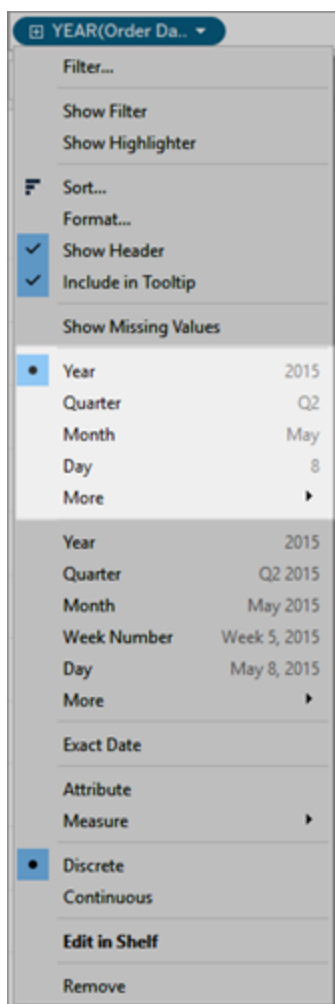 YEAR(Order Da..
Filter...
Show Filter
Show Highlighter
Sort...
Format...
Show Header
Include in Tooltip
Show Missing Values
Year 2015
Quarter Q2
Month May
Day 8
More
Year 2015
Quarter Q2 2015
Month May 2015
Week Number Week 5, 2015
Day May 8, 2015
More
Exact Date
Attribute
Measure
Discrete
Continuous
Edit in Shelf
Remove